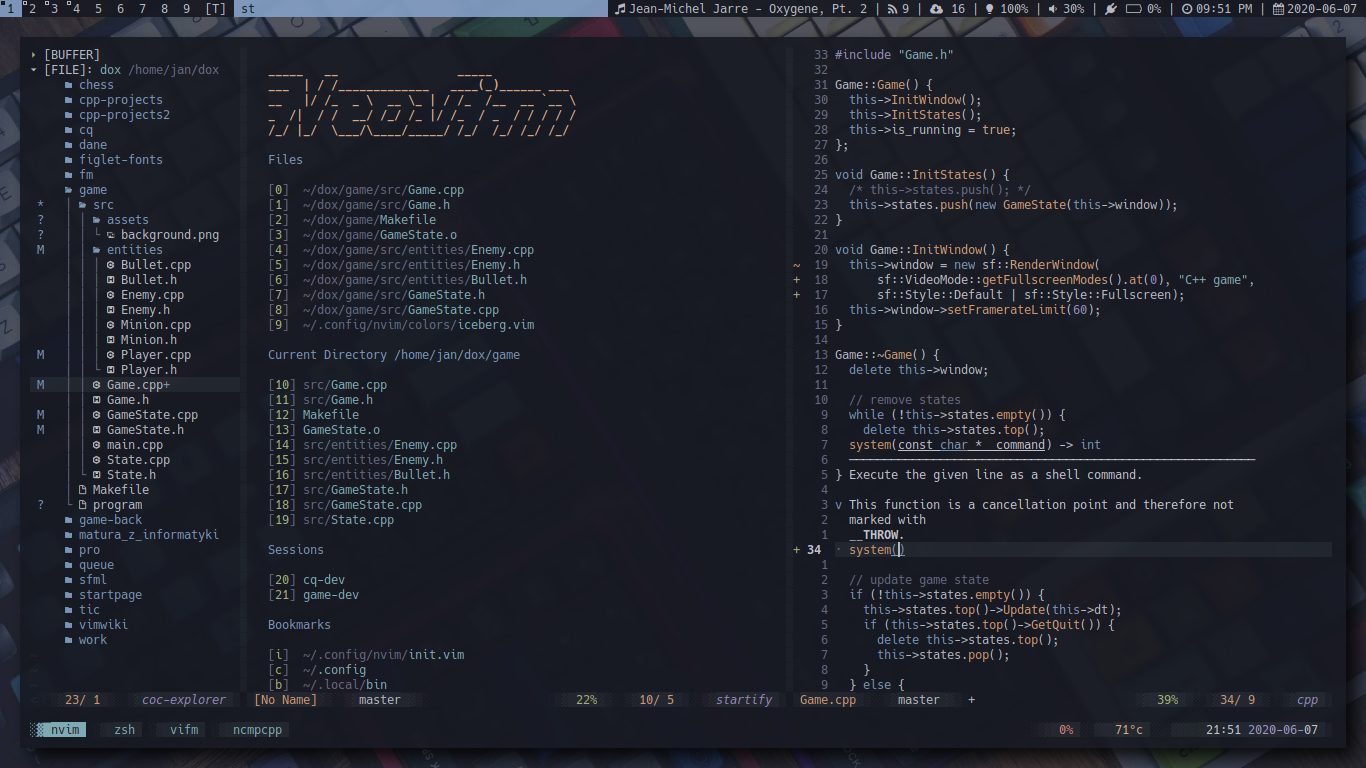 1 2 3 4 5 6 7 8 9 [T] st Jean-Michel Jarre - Oxygene, Pt. 2 | 9 | 16 | 100% | 30% | 0% | 09:51 PM | 2020-06-07
[BUFFER]
[FILE]: dox /home/jan/dox
chess
cpp-projects
cpp-projects2
cq
dane
figlet-fonts
fm
game
* src
? assets
? background.png
M entities
Bullet.cpp
Bullet.h
Enemy.cpp
Enemy.h
Minion.cpp
Minion.h
M Player.cpp
Player.h
M Game.cpp+
Game.h
M GameState.cpp
M GameState.h
main.cpp
State.cpp
State.h
Makefile
? program
game-back
matura_z_informatyki
pro
queue
sfml
startpage
tic
vimwiki
work
23/ 1 coc-explorer
Neovim
Files
[0] ~/dox/game/src/Game.cpp
[1] ~/dox/game/src/Game.h
[2] ~/dox/game/Makefile
[3] ~/dox/game/GameState.o
[4] ~/dox/game/src/entities/Enemy.cpp
[5] ~/dox/game/src/entities/Enemy.h
[6] ~/dox/game/src/entities/Bullet.h
[7] ~/dox/game/src/GameState.h
[8] ~/dox/game/src/GameState.cpp
[9] ~/.config/nvim/colors/iceberg.vim
Current Directory /home/jan/dox/game
[10] src/Game.cpp
[11] src/Game.h
[12] Makefile
[13] GameState.o
[14] src/entities/Enemy.cpp
[15] src/entities/Enemy.h
[16] src/entities/Bullet.h
[17] src/GameState.h
[18] src/GameState.cpp
[19] src/State.cpp
Sessions
[20] cq-dev
[21] game-dev
Bookmarks
[i] ~/.config/nvim/init.vim
[c] ~/.config
[b] ~/.local/bin
[No Name] master 22% 10/ 5 startify
33 #include "Game.h"
32
31 Game::Game() {
30 this->InitWindow();
29 this->InitStates();
28 this->is_running = true;
27 };
26
25 void Game::InitStates() {
24 /* this->states.push(); */
23 this->states.push(new GameState(this->window));
22 }
21
20 void Game::InitWindow() {
~ 19 this->window = new sf::RenderWindow(
+ 18 sf::VideoMode::getFullscreenModes().at(0), "C++ game",
+ 17 sf::Style::Default | sf::Style::Fullscreen);
16 this->window->setFramerateLimit(60);
15 }
14
13 Game::~Game() {
12 delete this->window;
11
10 // remove states
9 while (!this->states.empty()) {
8 delete this->states.top();
7 system(const char *__command) -> int
6
5 } Execute the given line as a shell command.
4
3 v This function is a cancellation point and therefore not
2 marked with
1 __THROW.
+ 34 system()
1
2 // update game state
3 if (!this->states.empty()) {
4 this->states.top()->Update(this->dt);
5 if (this->states.top()->GetQuit()) {
6 delete this->states.top();
7 this->states.pop();
8 }
9 } else {
Game.cpp master + 39% 34/ 9 cpp
nvim zsh vifm ncmpcpp 0% 71°c 21:51 2020-06-07